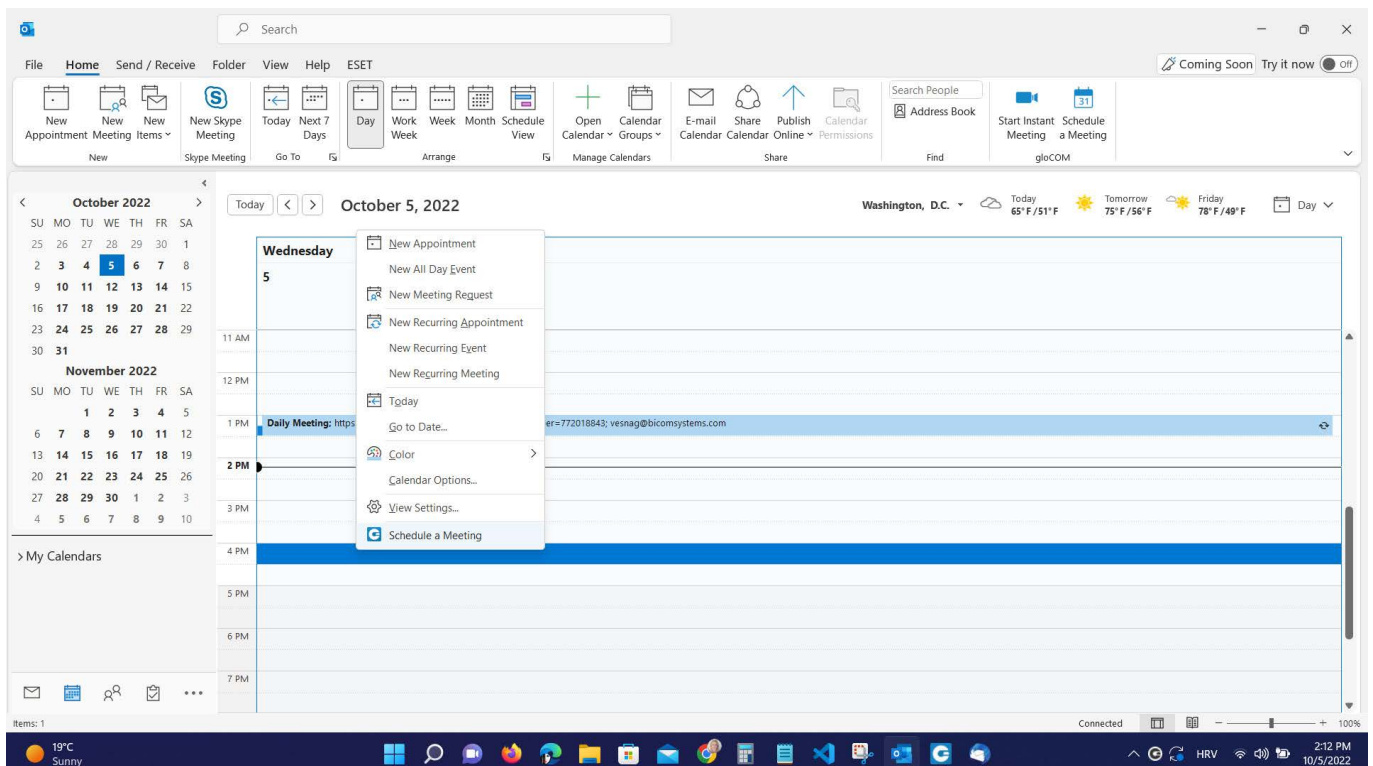 Search
File Home Send / Receive Folder View Help ESET
Coming Soon Try it now Off
New Appointment
New Meeting
New Items
New
New Skype Meeting
Skype Meeting
Today
Next 7 Days
Go To
Day
Work Week
Week
Month
Schedule View
Arrange
Open Calendar
Calendar Groups
Manage Calendars
E-mail Calendar
Share Calendar
Publish Online
Calendar Permissions
Share
Search People
Address Book
Find
Start Instant Meeting
31
Schedule a Meeting
gloCOM
October 2022
SU MO TU WE TH FR SA
25 26 27 28 29 30 1
2 3 4 5 6 7 8
9 10 11 12 13 14 15
16 17 18 19 20 21 22
23 24 25 26 27 28 29
30 31
November 2022
SU MO TU WE TH FR SA
1 2 3 4 5
6 7 8 9 10 11 12
13 14 15 16 17 18 19
20 21 22 23 24 25 26
27 28 29 30 1 2 3
4 5 6 7 8 9 10
My Calendars
Today
October 5, 2022
Washington, D.C.
Today
65°F/51°F
Tomorrow
75°F/56°F
Friday
78°F/49°F
Day
Wednesday
5
11 AM
12 PM
1 PM
Daily Meeting: https
er=772018843; vesnag@bicomsystems.com
2 PM
3 PM
4 PM
5 PM
6 PM
7 PM
New Appointment
New All Day Event
New Meeting Request
New Recurring Appointment
New Recurring Event
New Recurring Meeting
Today
Go to Date...
Color
Calendar Options...
View Settings...
Schedule a Meeting
Items: 1
Connected
100%
19°C
Sunny
HRV
2:12 PM
10/5/2022